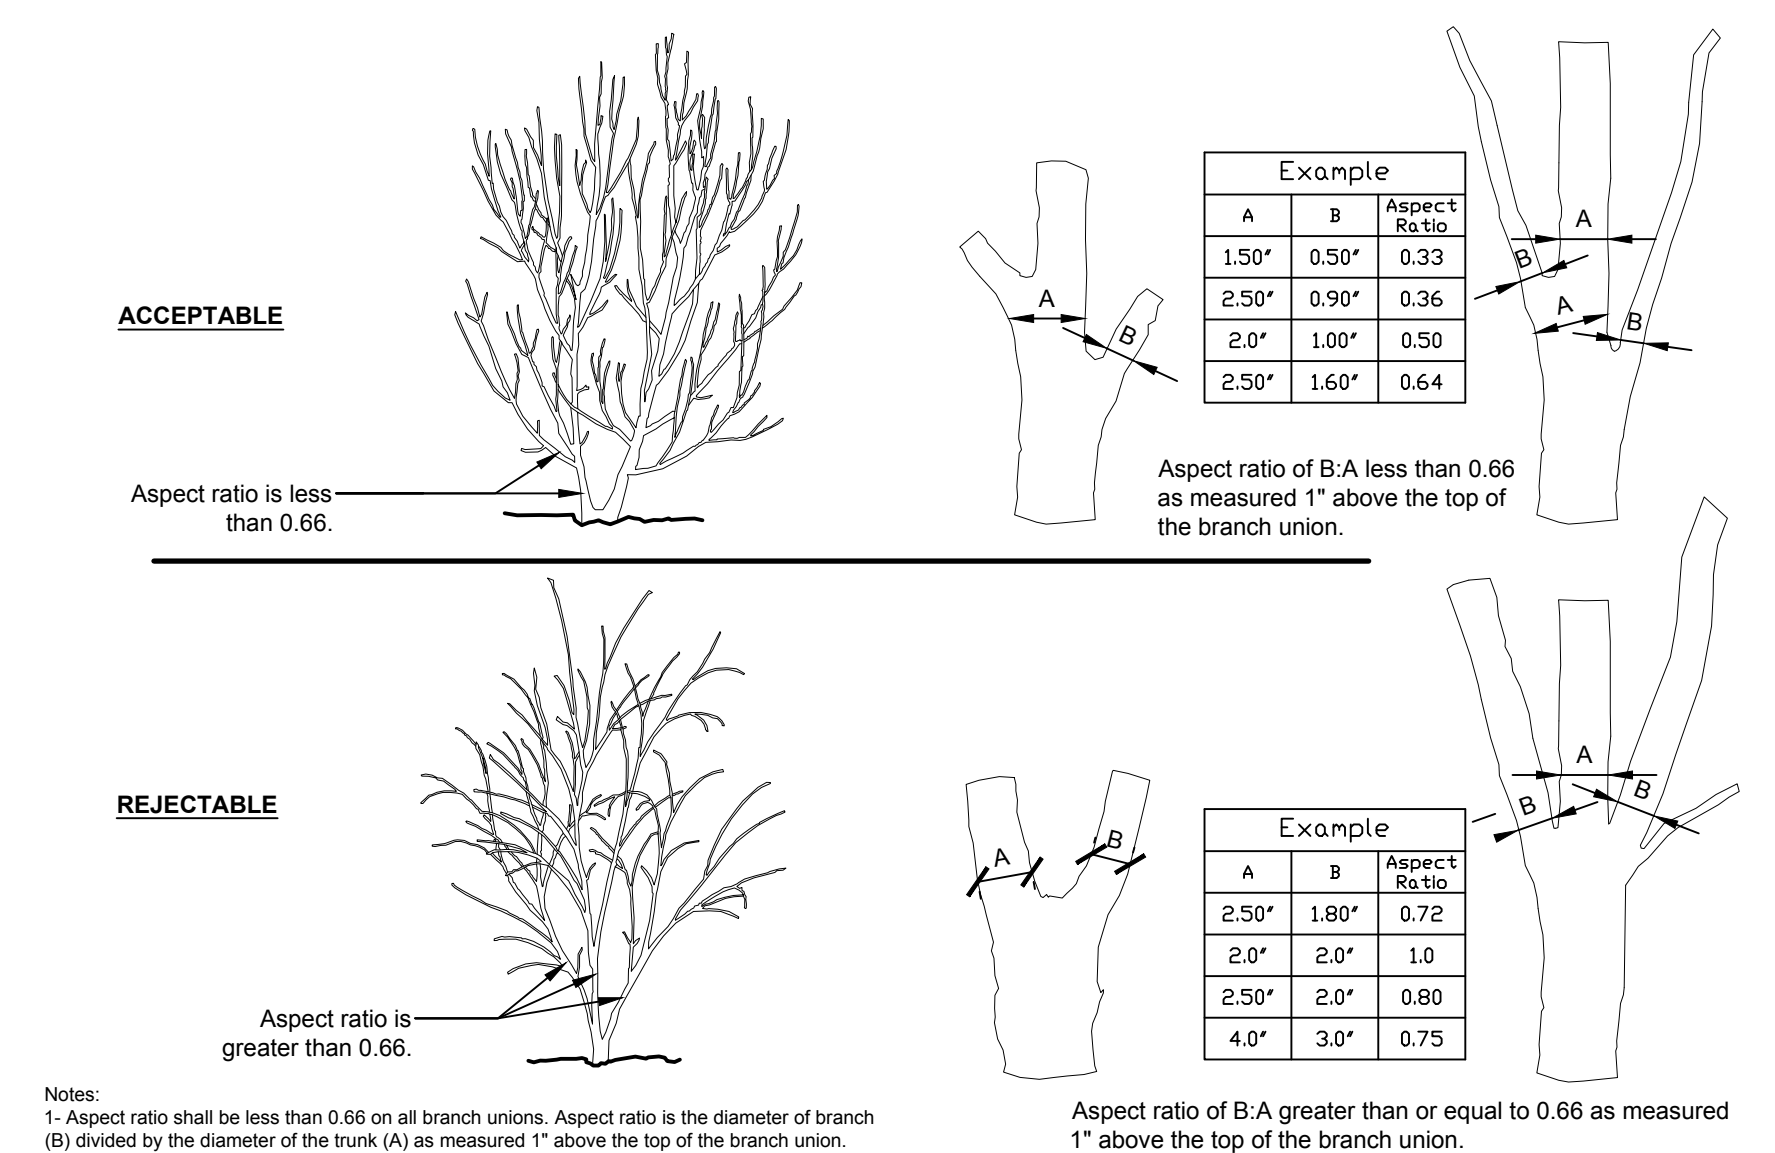 ACCEPTABLE
Aspect ratio is less
than 0.66.
A
B
Example
A B Aspect Ratio
1.50" 0.50" 0.33
2.50" 0.90" 0.36
2.0" 1.00" 0.50
2.50" 1.60" 0.64
A
B
A
B
Aspect ratio of B:A less than 0.66
as measured 1" above the top of
the branch union.
REJECTABLE
Aspect ratio is
greater than 0.66.
A
B
Example
A B Aspect Ratio
2.50" 1.80" 0.72
2.0" 2.0" 1.0
2.50" 2.0" 0.80
4.0" 3.0" 0.75
A
B
B
Notes:
1- Aspect ratio shall be less than 0.66 on all branch unions. Aspect ratio is the diameter of branch
(B) divided by the diameter of the trunk (A) as measured 1" above the top of the branch union.
Aspect ratio of B:A greater than or equal to 0.66 as measured
1" above the top of the branch union.